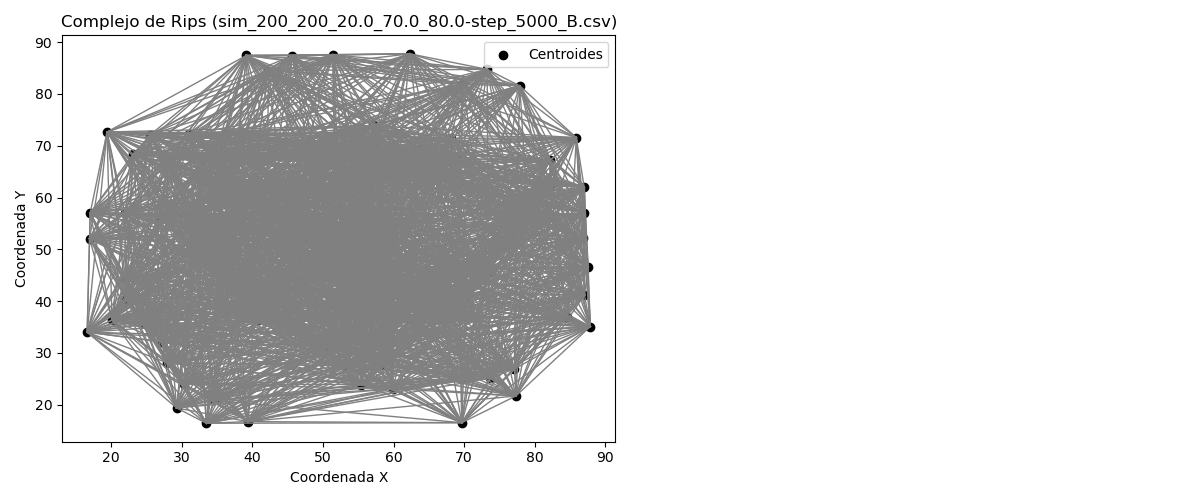 Complejo de Rips (sim_200_200_20.0_70.0_80.0-step_5000_B.csv)
Centroides
90
80
70
60
50
40
30
20
Coordenada Y
20 30 40 50 60 70 80 90
Coordenada X